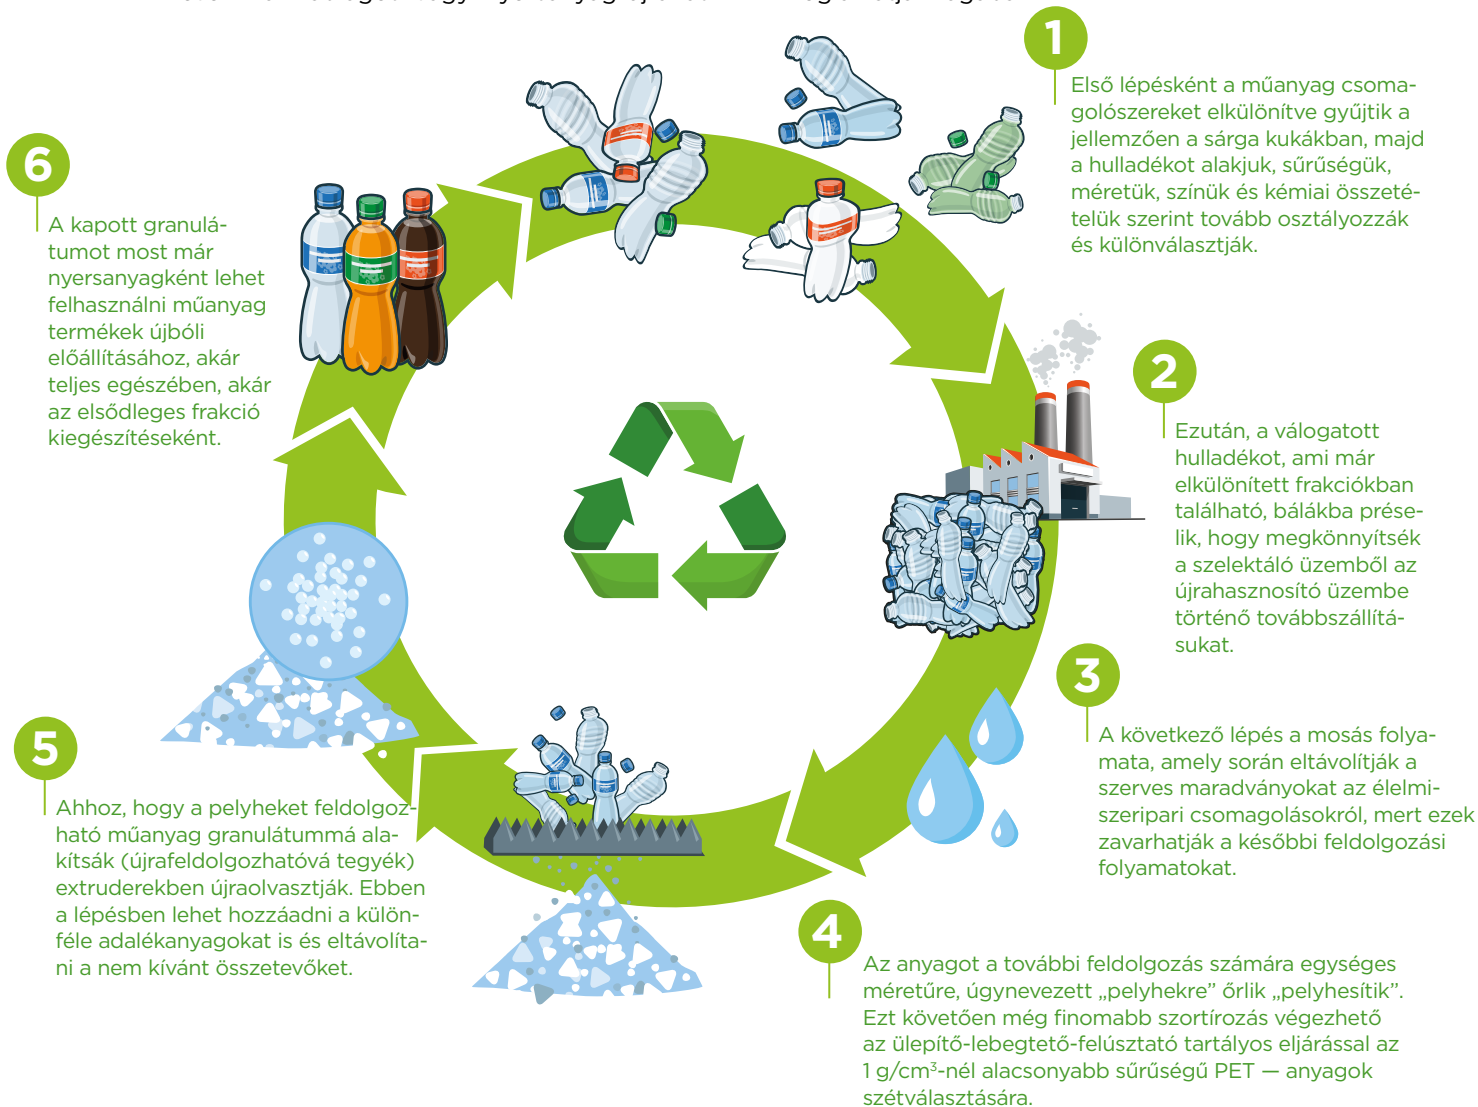 1
Első lépésként a műanyag csoma-
golószereket elkülönítve gyűjtik a
jellemzően a sárga kukákban, majd
a hulladékot alakjuk, sűrűségük,
méretük, színük és kémiai összeté-
telük szerint tovább osztályozzák
és különválasztják.
2
Ezután, a válogatott
hulladékot, ami már
elkülönített frakciókban
található, bálákba prése-
lik, hogy megkönnyítsék
a szelektáló üzemből az
újrahasznosító üzembe
történő továbbszállítá-
sukat.
3
A következő lépés a mosás folya-
mata, amely során eltávolítják a
szerves maradványokat az élelmi-
szeripari csomagolásokról, mert ezek
zavarhatják a későbbi feldolgozási
folyamatokat.
4
Az anyagot a további feldolgozás számára egységes
méretűre, úgynevezett „pelyhekre” őrlik „pelyhesítik”.
Ezt követően még finomabb szortírozás végezhető
az ülepítő-lebegtető-felúsztató tartályos eljárással az
1 g/cm³-nél alacsonyabb sűrűségű PET — anyagok
szétválasztására.
5
Ahhoz, hogy a pelyheket feldolgoz-
ható műanyag granulátummá ala-
kítsák (újrafeldolgozhatóvá tegyék)
extruderekben újraolvasztják. Ebben
a lépésben lehet hozzáadni a külön-
féle adalékanyagokat is és eltávolíta-
ni a nem kívánt összetevőket.
6
A kapott granulá-
tumot most már
nyersanyagként lehet
felhasználni műanyag
termékek újbóli
előállításához, akár
teljes egészében, akár
az elsődleges frakció
kiegészítéseként.